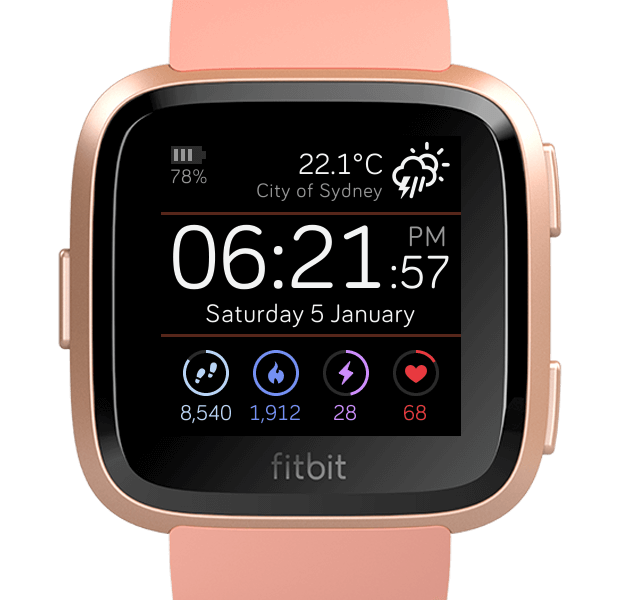 22.1°C
78%
City of Sydney
06:21:57 PM
Saturday 5 January
8,540 1,912 28 68
fitbit